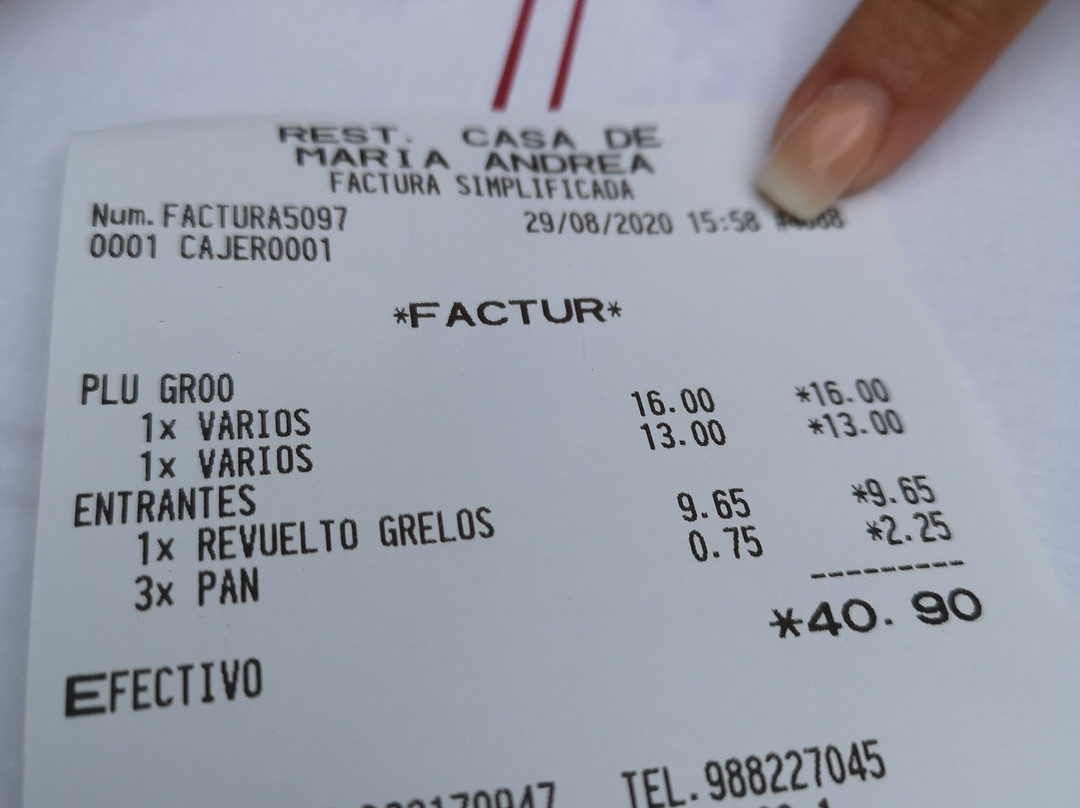 REST. CASA DE
MARIA ANDREA
FACTURA SIMPLIFICADA
Num. FACTURA5097 29/08/2020 15:58
0001 CAJERO001
*FACTUR*
PLU GROO
1x VARIOS 16.00 *16.00
1x VARIOS 13.00 *13.00
ENTRANTES
1x REVUELTO GRELOS 9.65 *9.65
3x PAN 0.75 *2.25
*40.90
EFECTIVO
TEL. 988227045